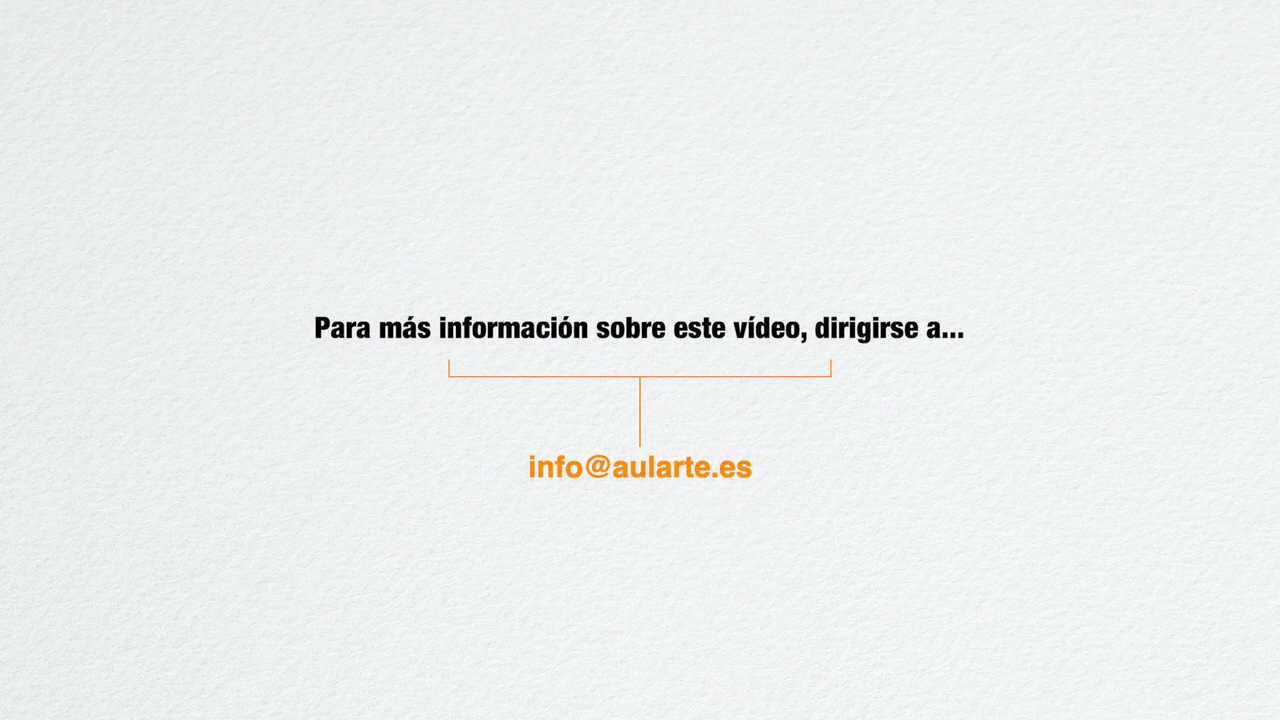 Para más información sobre este vídeo, dirigirse a...
info@aularte.es